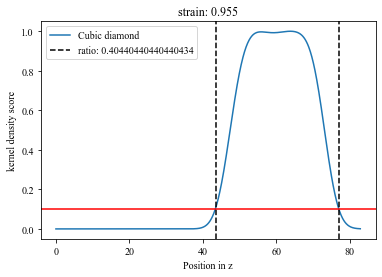 strain: 0.955
Cubic diamond
ratio: 0.40440440440440434
kernel density score
1.0
0.8
0.6
0.4
0.2
0.0
0
20
40
60
80
Position in z